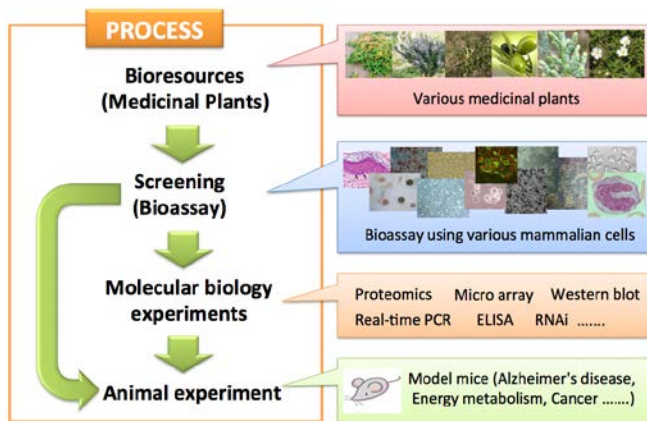 PROCESS
Bioresources
(Medicinal Plants)
Various medicinal plants
Screening
(Bioassay)
Bioassay using various mammalian cells
Molecular biology
experiments
Proteomics Micro array Western blot
Real-time PCR ELISA RNAi .......
Animal experiment
Model mice (Alzheimer's disease,
Energy metabolism, Cancer .......)